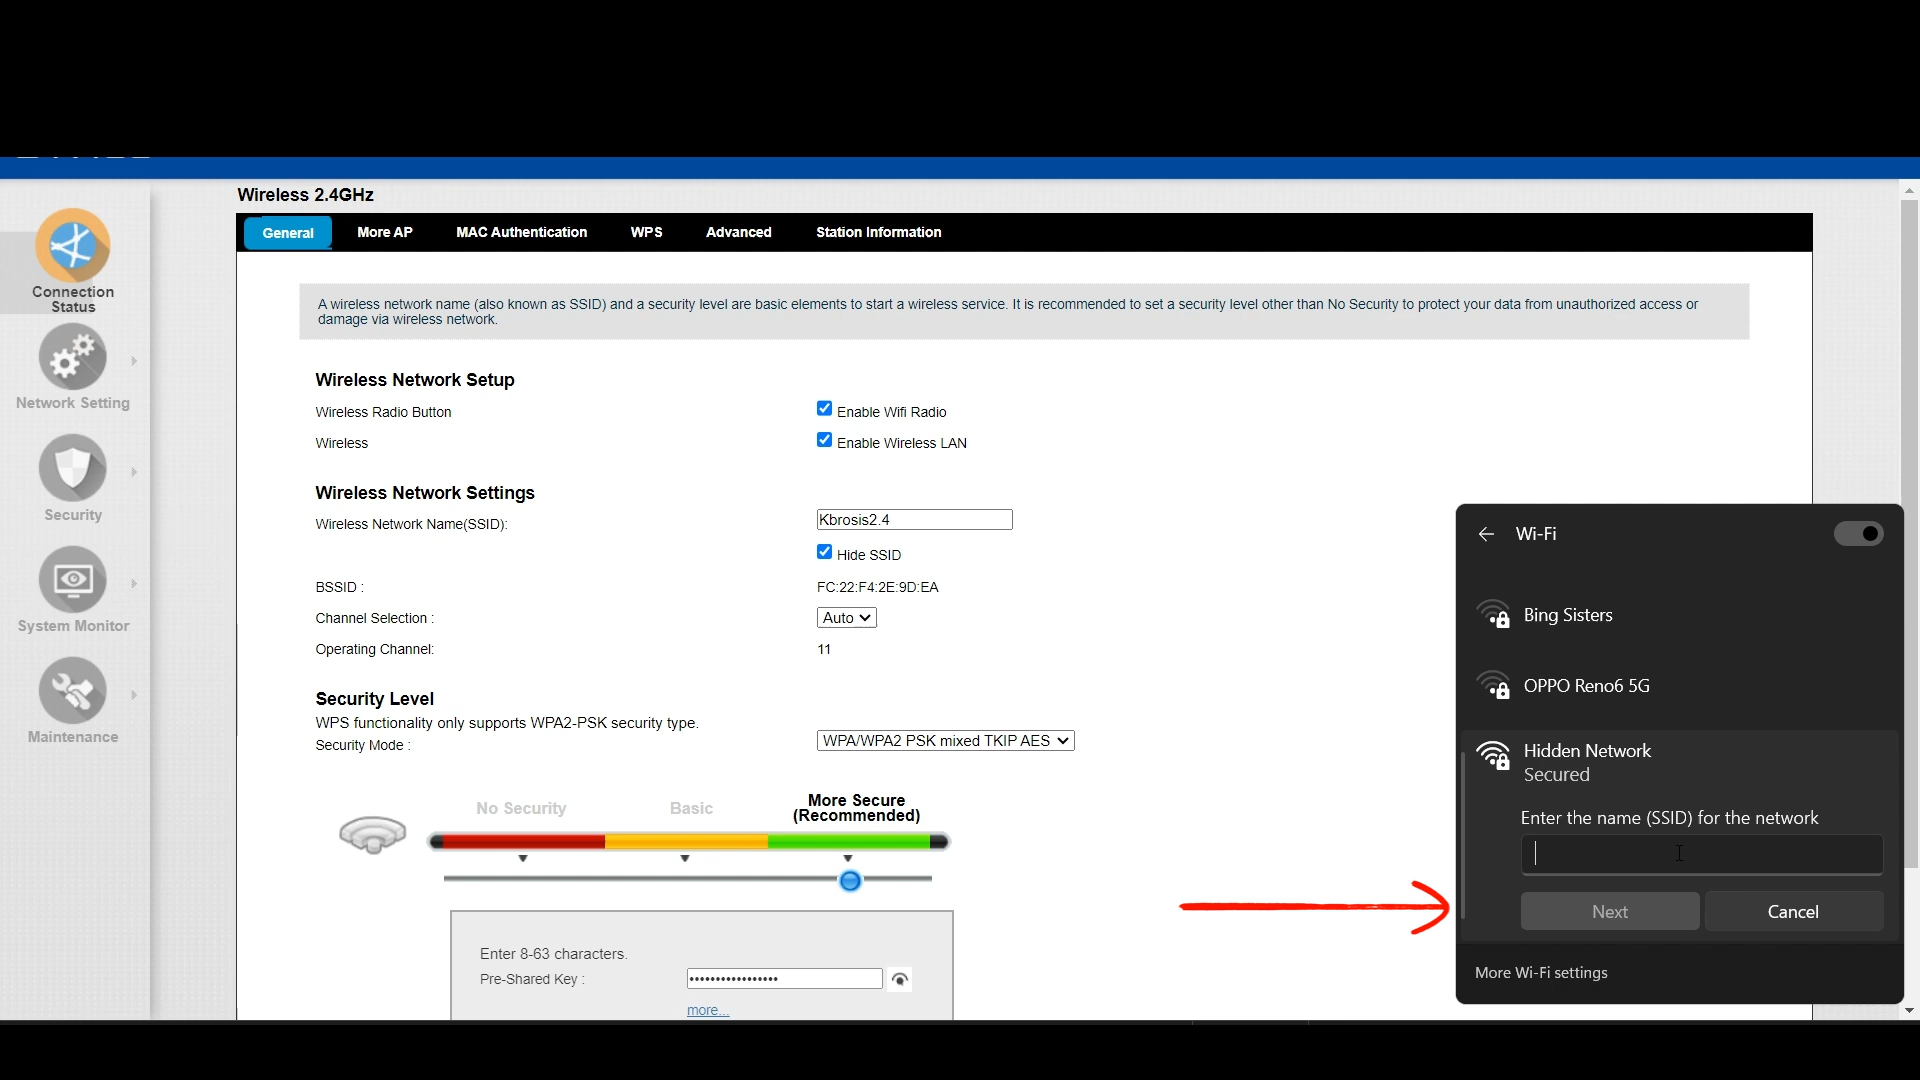 Wireless 2.4GHz
General More AP MAC Authentication WPS Advanced Station Information
A wireless network name (also known as SSID) and a security level are basic elements to start a wireless service. It is recommended to set a security level other than No Security to protect your data from unauthorized access or
damage via wireless network.
Connection
Status
Network Setting
Security
System Monitor
Maintenance
Wireless Network Setup
Wireless Radio Button Enable Wifi Radio
Wireless Enable Wireless LAN
Wireless Network Settings
Wireless Network Name(SSID): Kbrosis2.4
Hide SSID
BSSID : FC:22:F4:2E:9D:EA
Channel Selection : Auto
Operating Channel: 11
Security Level
WPS functionality only supports WPA2-PSK security type.
Security Mode : WPA/WPA2 PSK mixed TKIP AES
No Security Basic More Secure
(Recommended)
Enter 8-63 characters.
Pre-Shared Key : •••••••••••••••••
more...
Wi-Fi
Bing Sisters
OPPO Reno6 5G
Hidden Network
Secured
Enter the name (SSID) for the network
Next Cancel
More Wi-Fi settings